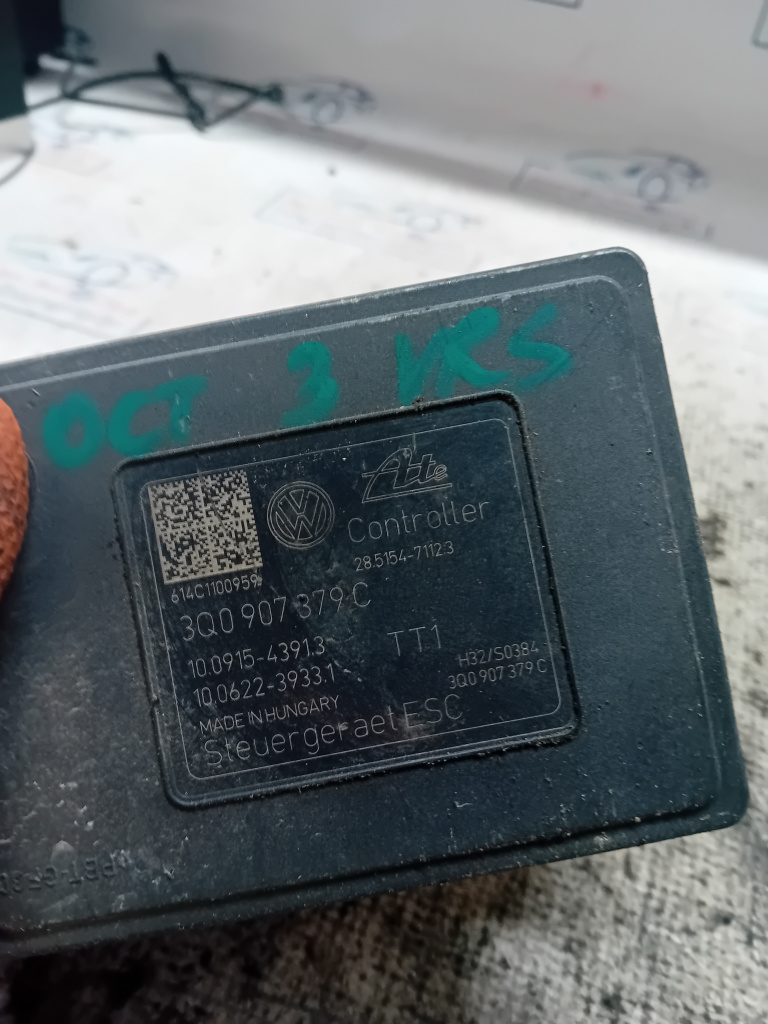 OCT 3 VRS
Ate
Controller
28.5154-7112.3
614C1100959
3Q0 907 379 C
10.0915-4391.3
TT1
10.0622-3933.1
H32/S0384
3Q0 907 379 C
MADE IN HUNGARY
Steuergeraet ESC